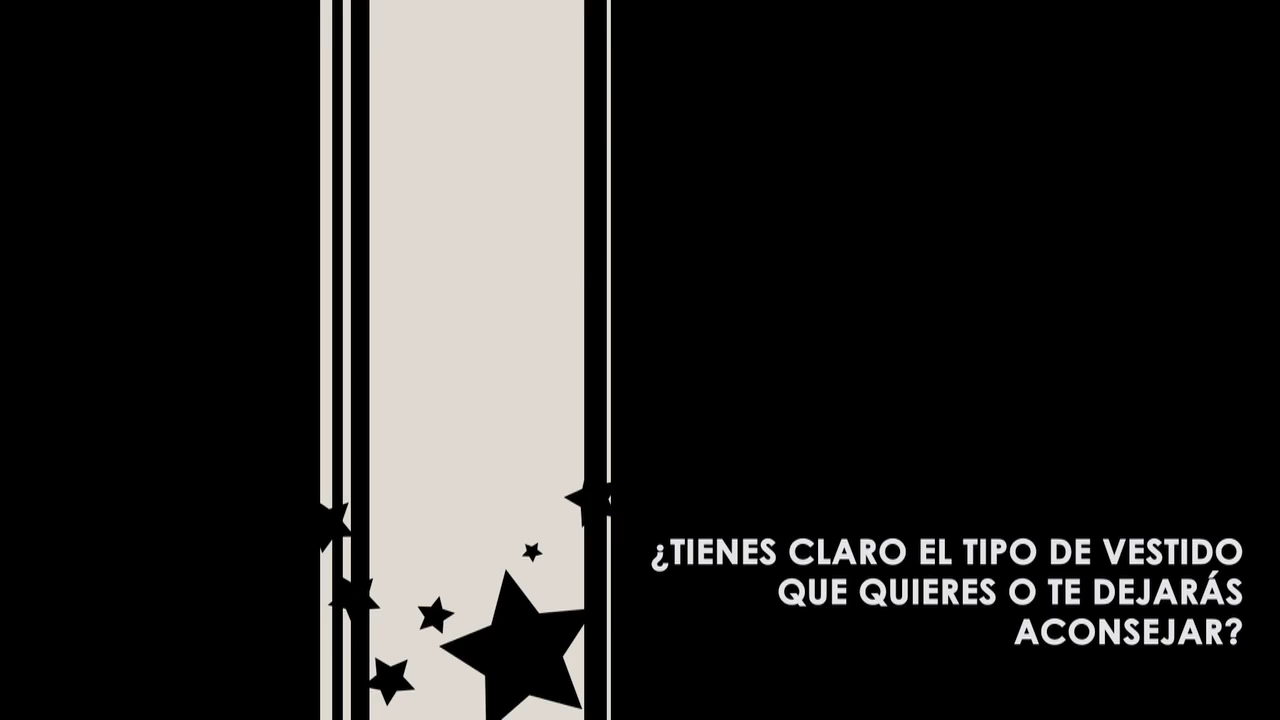 ¿TIENES CLARO EL TIPO DE VESTIDO
QUE QUIERES O TE DEJARÁS
ACONSEJAR?